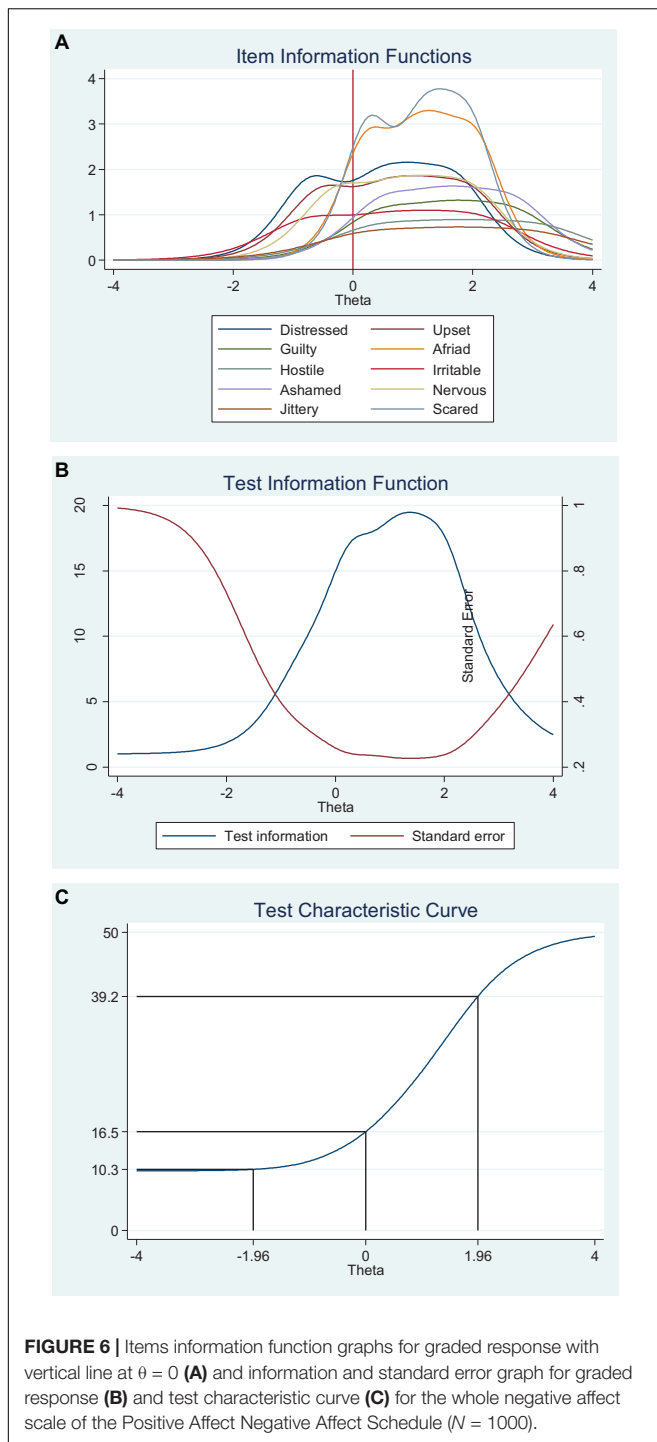 A
Item Information Functions
4
3
2
1
0
-4 -2 0 2 4
Theta
Distressed Upset
Guilty Afriad
Hostile Irritable
Ashamed Nervous
Jittery Scared
B
Test Information Function
20 1
15 .8
10 .6
5 .4
0 .2
Standard Error
-4 -2 0 2 4
Theta
Test information Standard error
C
Test Characteristic Curve
50
39.2
16.5
10.3
0
-4 -1.96 0 1.96 4
Theta
FIGURE 6 | Items information function graphs for graded response with
vertical line at θ = 0 (A) and information and standard error graph for graded
response (B) and test characteristic curve (C) for the whole negative affect
scale of the Positive Affect Negative Affect Schedule (N = 1000).